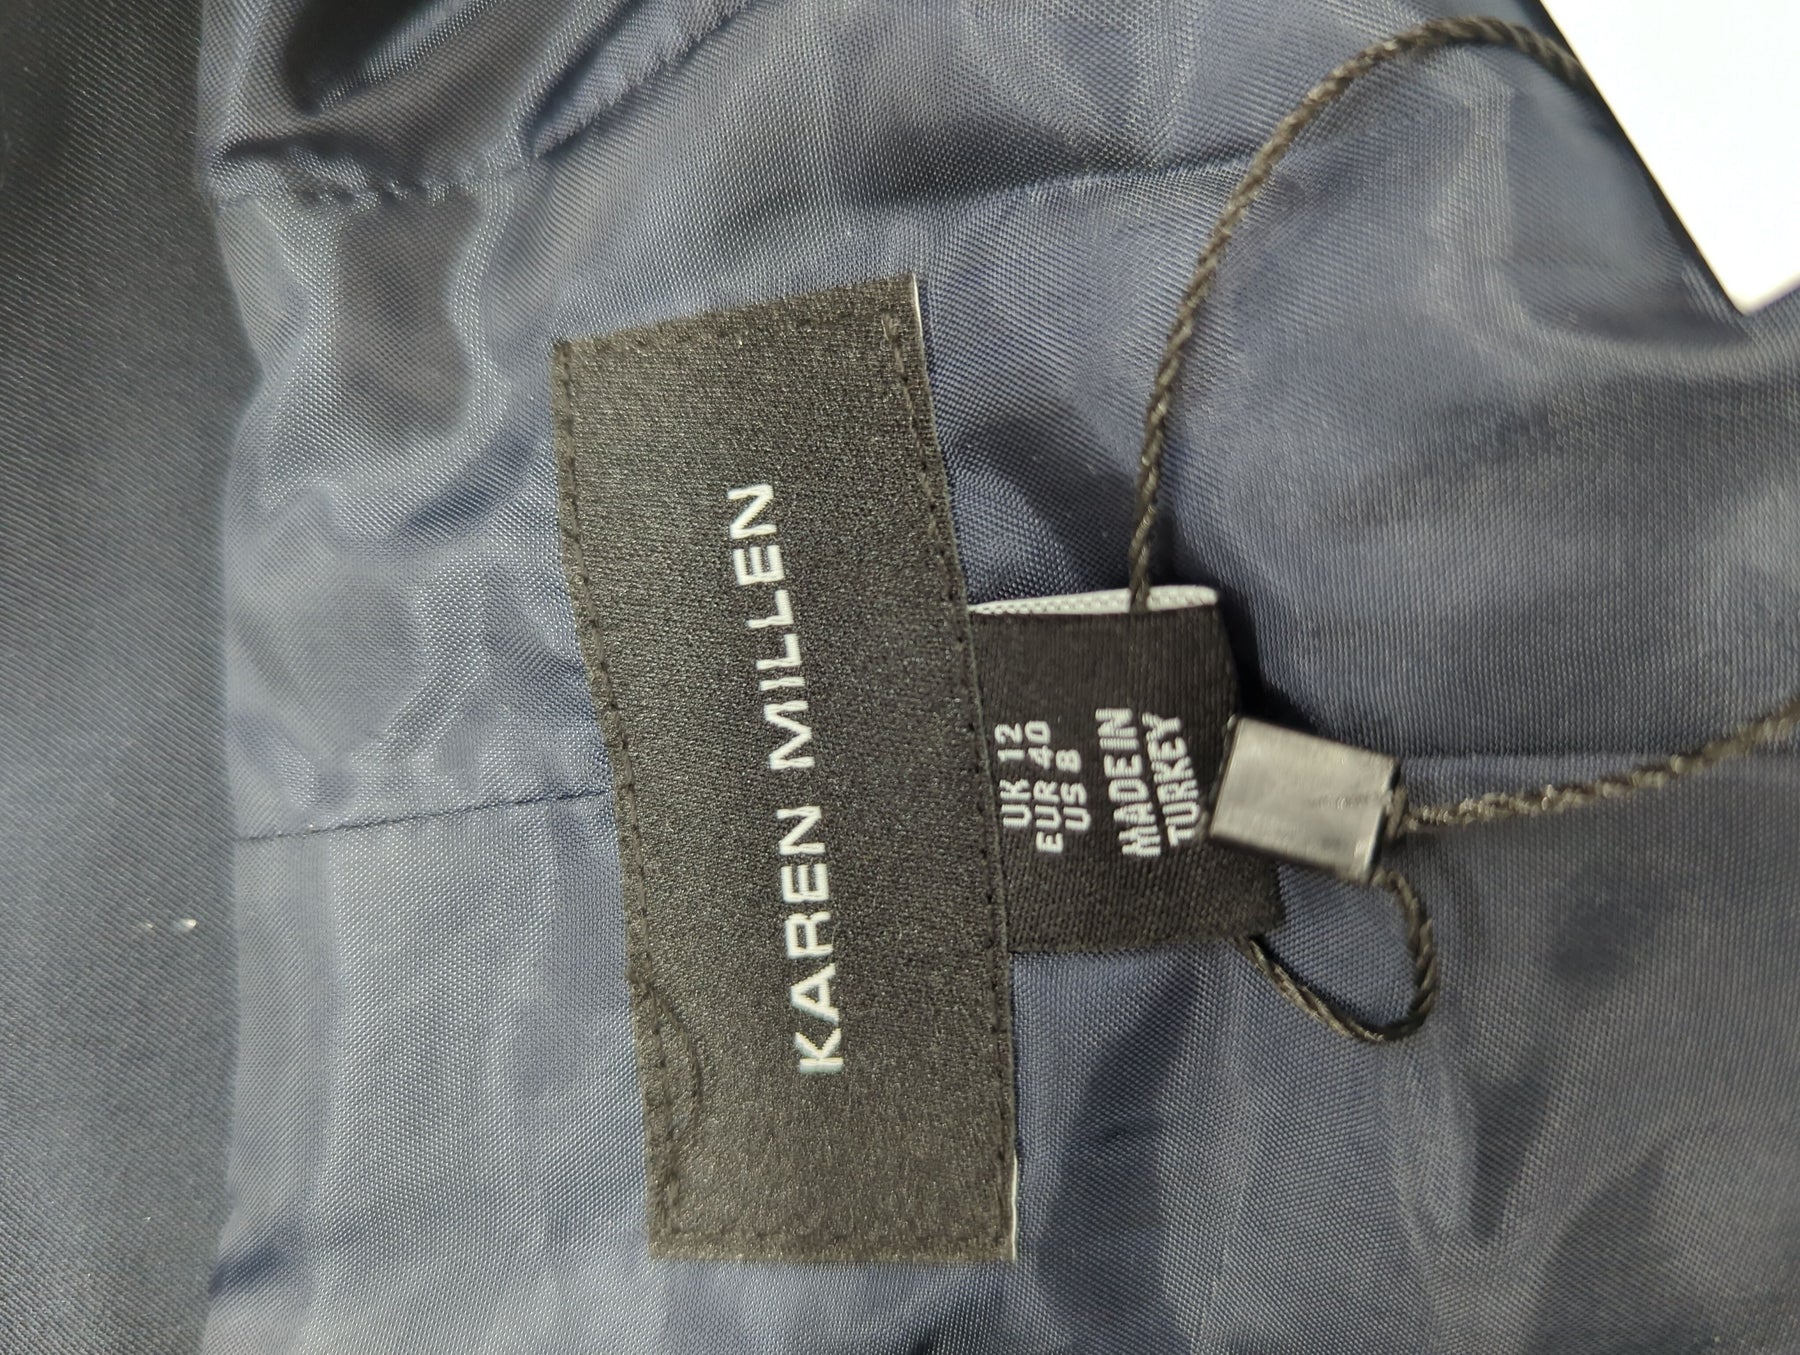 KAREN MILLEN
UK 12
EUR 40
US 8
MADE IN
TURKEY